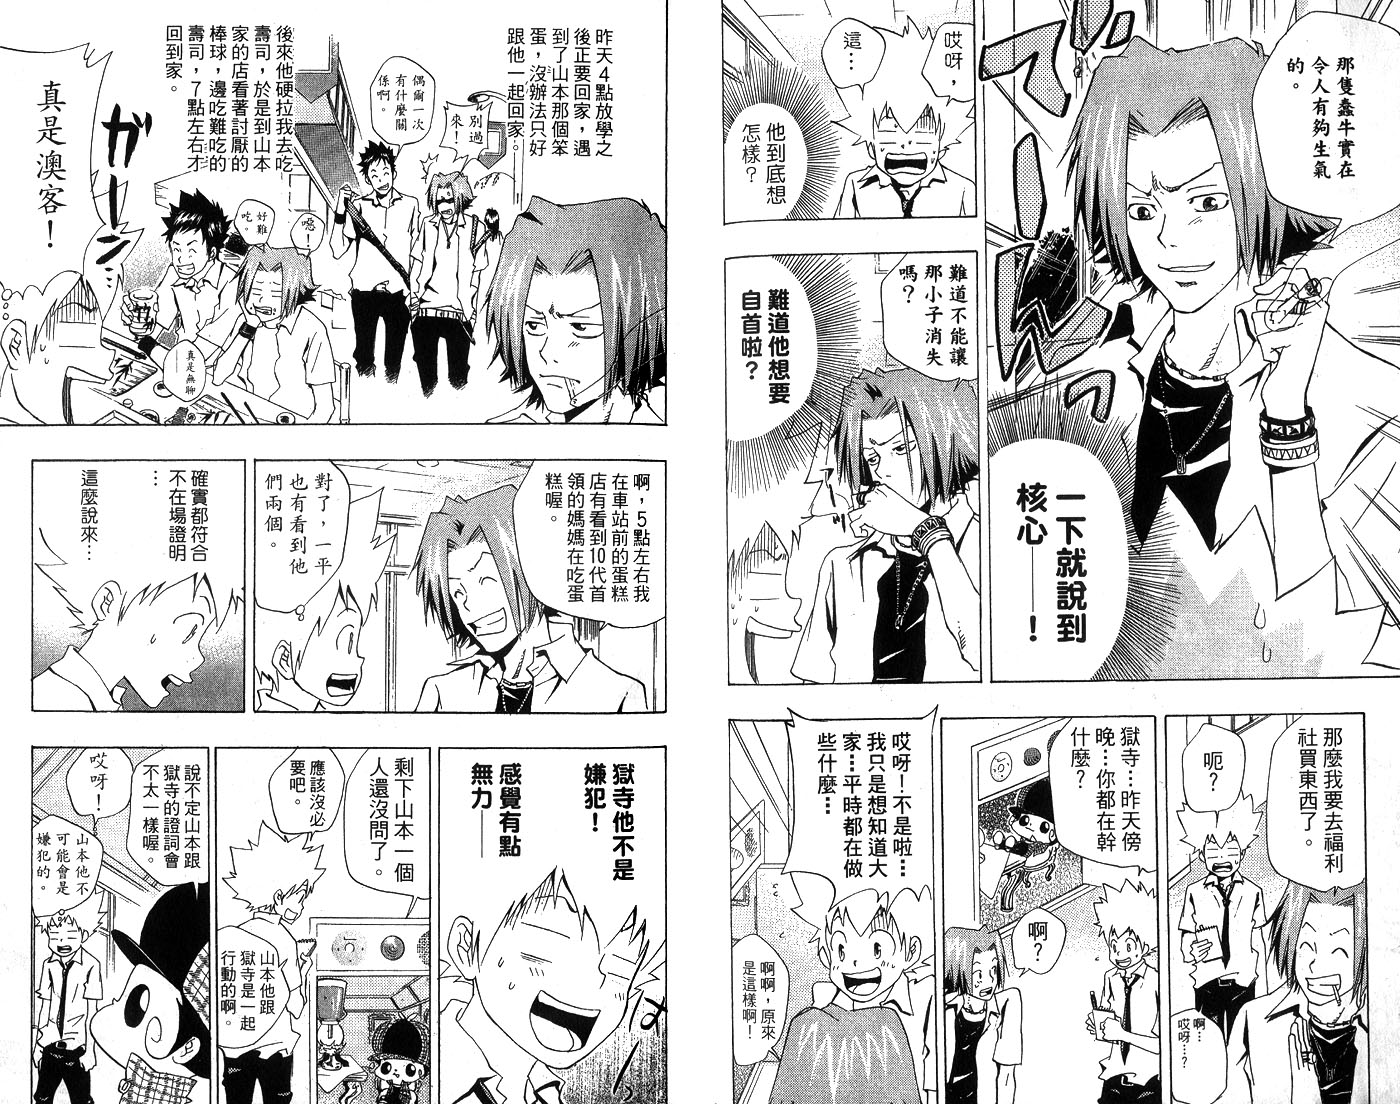 那隻蠢牛實在
令人有夠生氣
的。
一下就說到
核心——！
哎呀，
這…
他到底想
怎樣？
難道不能讓
那小子消失
嗎？
難道他想要
自首啦？
那麼我要去福利
社買東西了。
呃？
啊…
哎呀…？
獄寺…昨天傍
晚…你都在幹
什麼？
啊？
哎呀！不是啦…
我只是想知道大
家…平時都在做
些什麼…
啊啊，原來
是這樣啊！
昨天4點放學之
後正要回家，遇
到了山本那個笨
蛋，沒辦法只好
跟他一起回家。
別過
來！
偶爾一次
有什麼關
係啊。
後來他硬拉我去吃
壽司，於是到山本
家的店看著討厭的
棒球，邊吃難吃的
壽司，7點左右才
回到家。
噁！
好難
吃。
——真是無聊
ガーン
真是澳客！
啊，5點左右我
在車站前的蛋糕
店有看到10代首
領的媽媽在吃蛋
糕喔。
對了，一平
也有看到他
們兩個。
確實都符合
不在場證明
…
這麼說來…
獄寺他不是
嫌犯！
感覺有點
無力——
は
剩下山本一個
人還沒問了。
應該沒必
要吧。
山本他跟
獄寺是一起
行動的啊。
說不定山本跟
獄寺的證詞會
不太一樣喔。
哎呀！
山本他不
可能會是
嫌犯的。